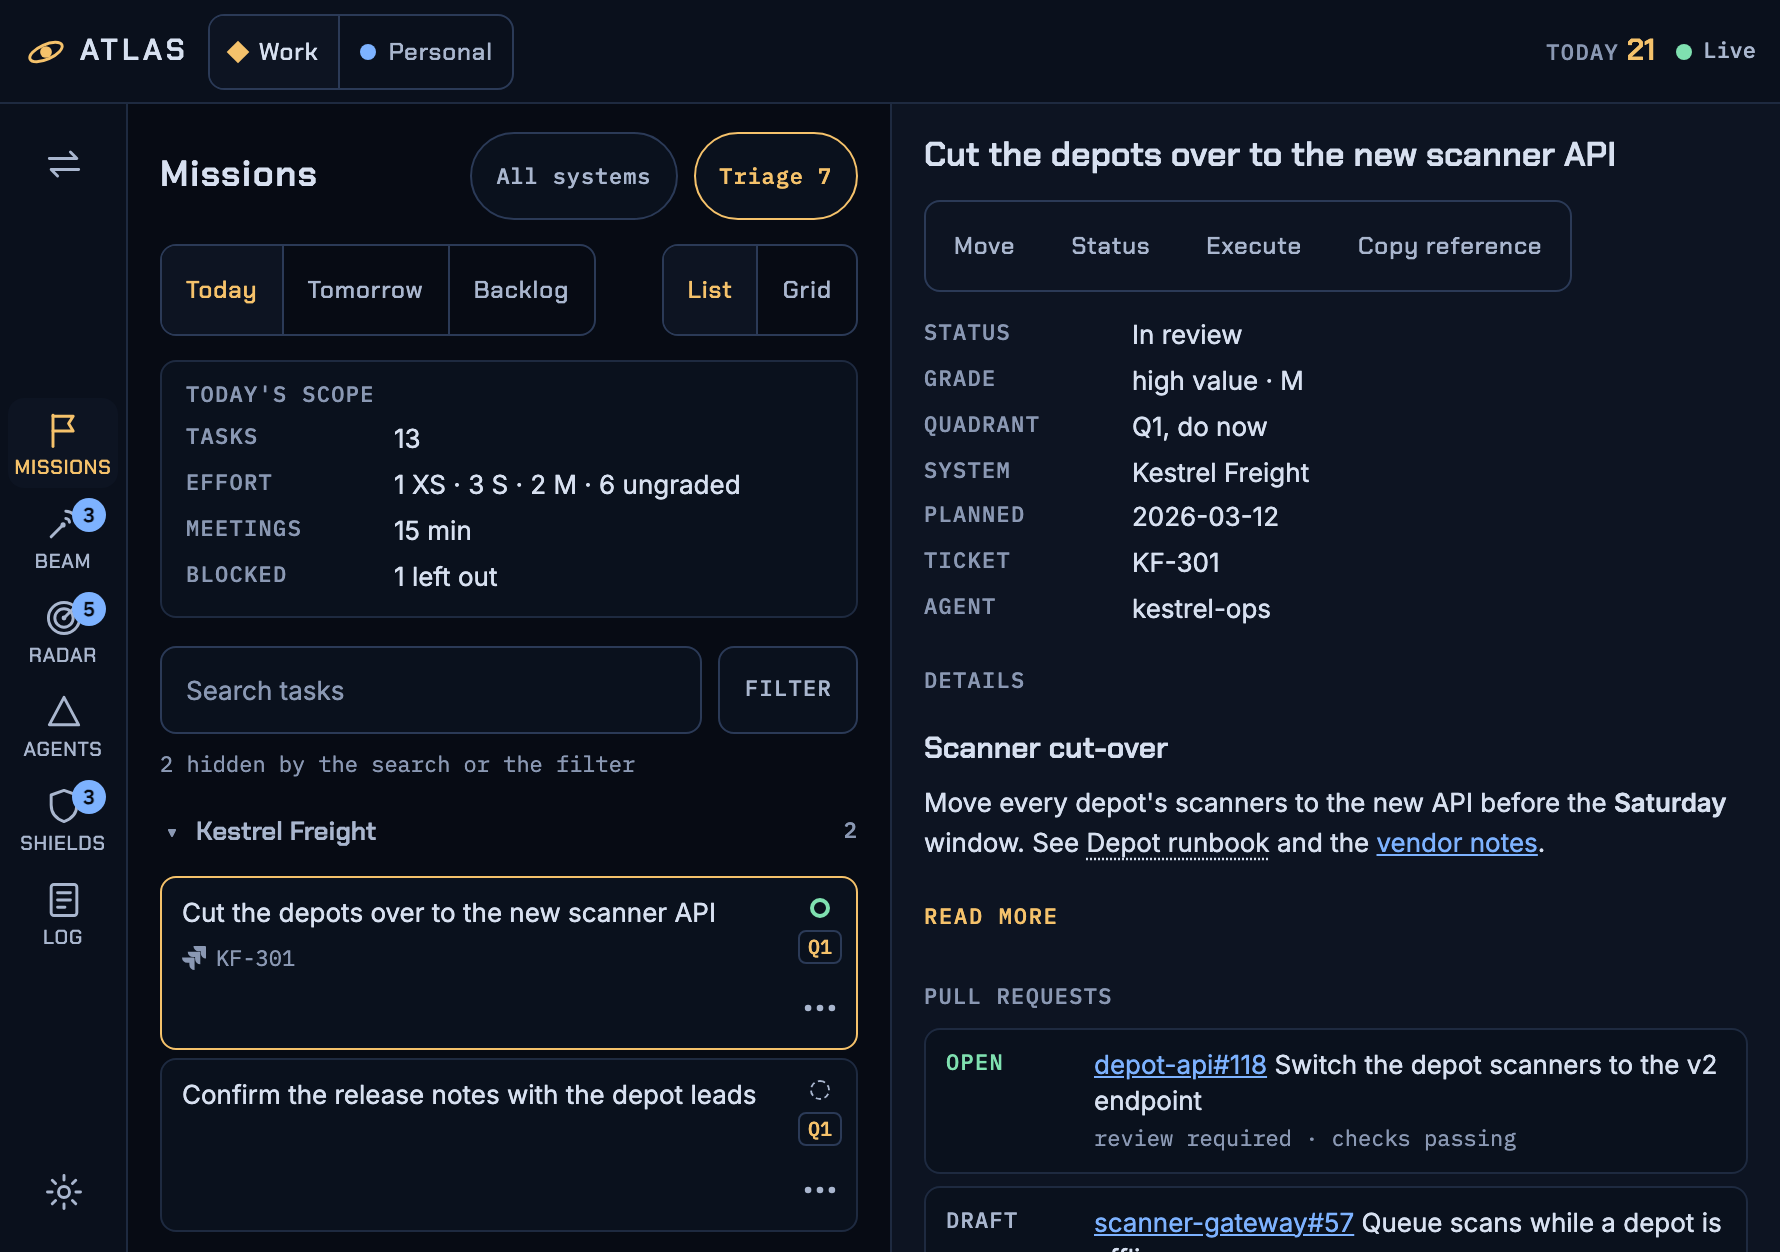 ATLAS
Work
Personal
TODAY 21
Live
Missions
All systems
Triage 7
Today
Tomorrow
Backlog
List
Grid
TODAY'S SCOPE
TASKS 13
EFFORT 1 XS · 3 S · 2 M · 6 ungraded
MEETINGS 15 min
BLOCKED 1 left out
Search tasks
FILTER
2 hidden by the search or the filter
Kestrel Freight 2
Cut the depots over to the new scanner API
KF-301
Q1
Confirm the release notes with the depot leads
Q1
MISSIONS
3
BEAM
5
RADAR
AGENTS
3
SHIELDS
LOG
Cut the depots over to the new scanner API
Move
Status
Execute
Copy reference
STATUS In review
GRADE high value · M
QUADRANT Q1, do now
SYSTEM Kestrel Freight
PLANNED 2026-03-12
TICKET KF-301
AGENT kestrel-ops
DETAILS
Scanner cut-over
Move every depot's scanners to the new API before the Saturday
window. See Depot runbook and the vendor notes.
READ MORE
PULL REQUESTS
OPEN depot-api#118 Switch the depot scanners to the v2
endpoint
review required · checks passing
DRAFT scanner-gateway#57 Queue scans while a depot is